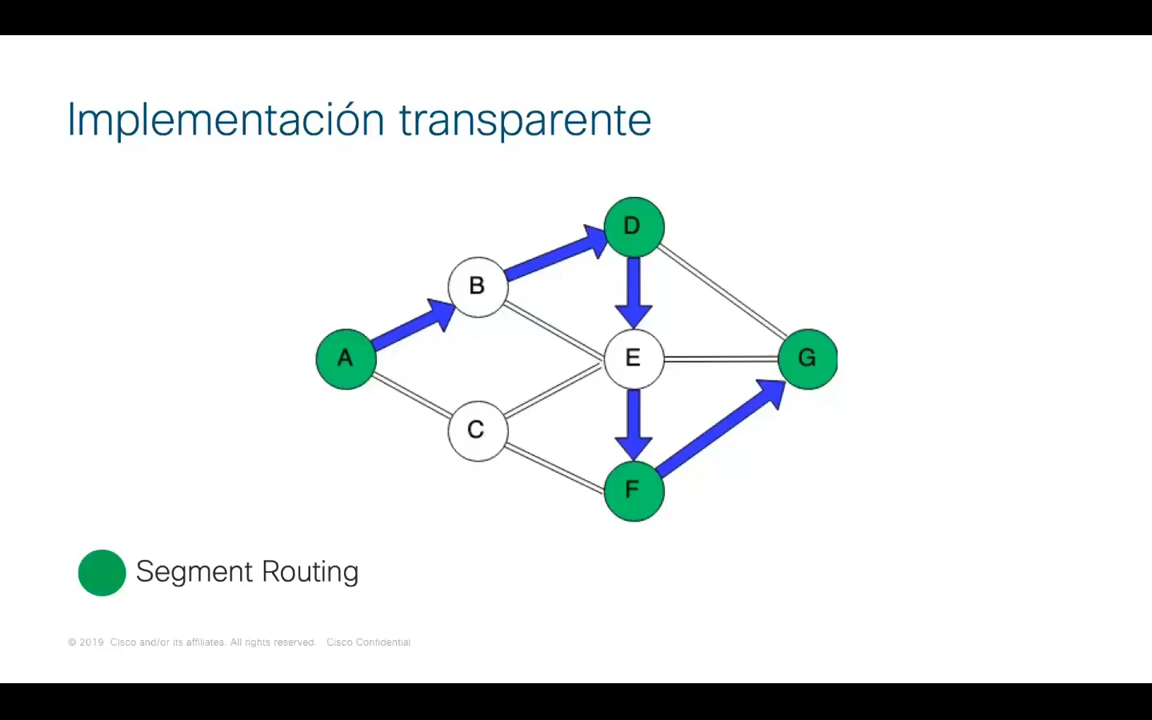 Implementación transparente
D
B
A
E
G
C
F
Segment Routing
© 2019 Cisco and/or its affiliates. All rights reserved. Cisco Confidential